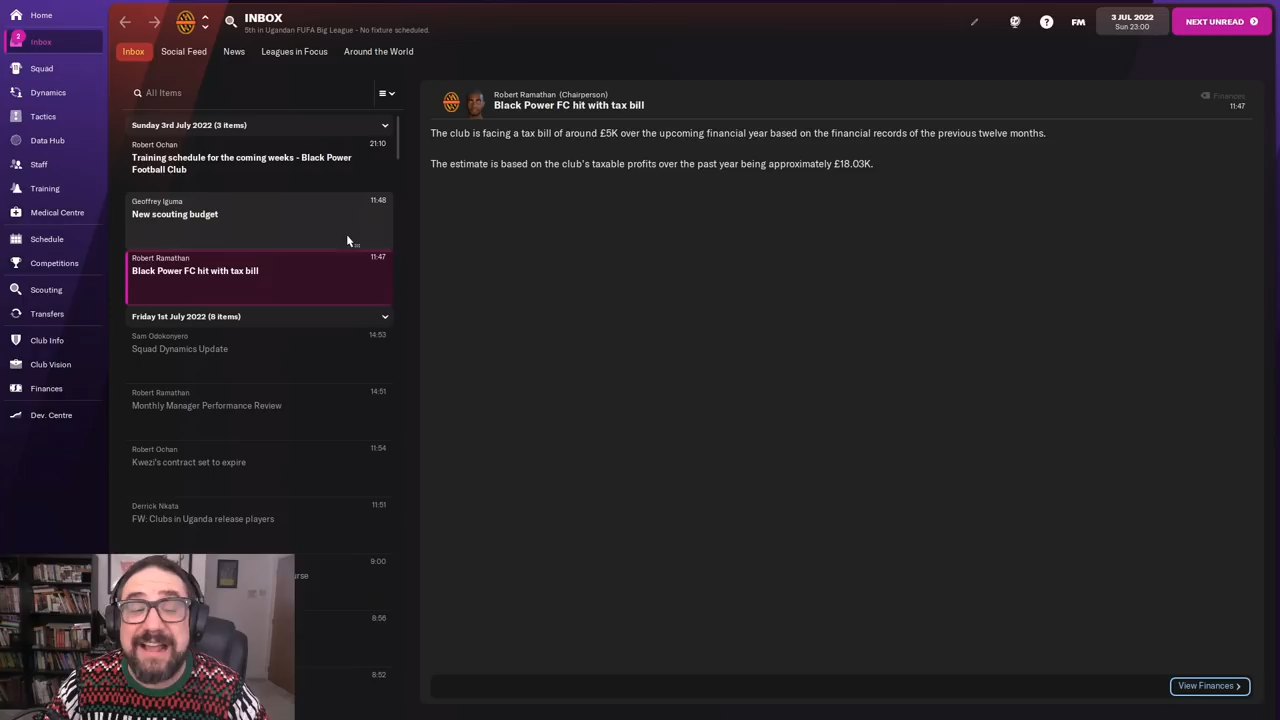 Home
2
Inbox
Squad
Dynamics
Tactics
Data Hub
Staff
Training
Medical Centre
Schedule
Competitions
Scouting
Transfers
Club Info
Club Vision
Finances
Dev. Centre
INBOX
5th in Ugandan FUFA Big League - No fixture scheduled.
?
FM
3 JUL 2022
Sun 23:00
NEXT UNREAD
Inbox
Social Feed
News
Leagues in Focus
Around the World
All Items
Sunday 3rd July 2022 (3 items)
Robert Ochan
21:10
Training schedule for the coming weeks - Black Power
Football Club
Geoffrey Iguma
11:48
New scouting budget
Robert Ramathan
11:47
Black Power FC hit with tax bill
Friday 1st July 2022 (8 items)
Sam Odokonyero
14:53
Squad Dynamics Update
Robert Ramathan
14:51
Monthly Manager Performance Review
Robert Ochan
11:54
Kwezi's contract set to expire
Derrick Nkata
11:51
FW: Clubs in Uganda release players
9:00
urse
8:56
8:52
Robert Ramathan (Chairperson)
Black Power FC hit with tax bill
Finances
11:47
The club is facing a tax bill of around £5K over the upcoming financial year based on the financial records of the previous twelve months.
The estimate is based on the club's taxable profits over the past year being approximately £18.03K.
View Finances